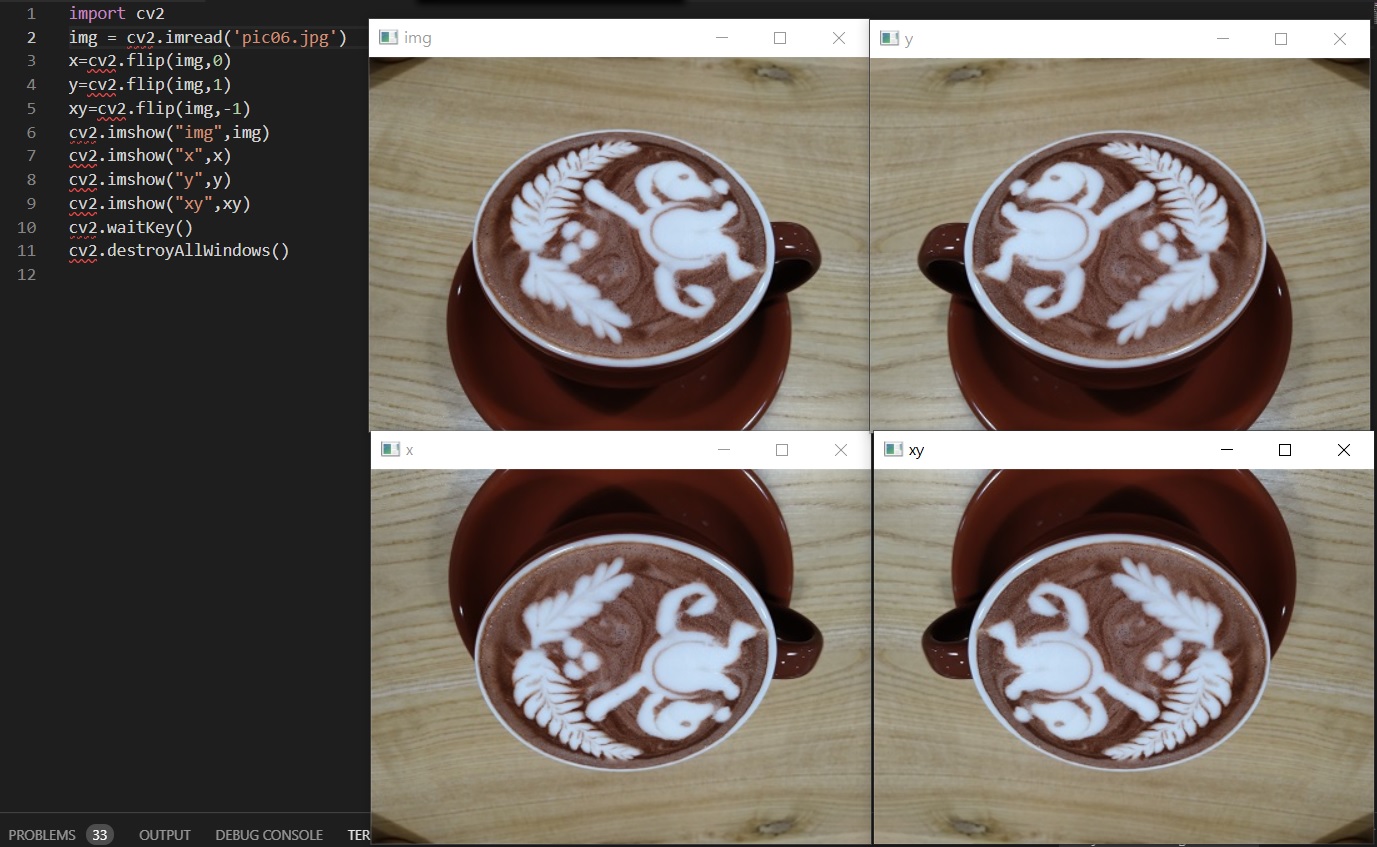 1 import cv2
2 img = cv2.imread('pic06.jpg')
3 x=cv2.flip(img,0)
4 y=cv2.flip(img,1)
5 xy=cv2.flip(img,-1)
6 cv2.imshow("img",img)
7 cv2.imshow("x",x)
8 cv2.imshow("y",y)
9 cv2.imshow("xy",xy)
10 cv2.waitKey()
11 cv2.destroyAllWindows()
12
img
y
x
xy
PROBLEMS 33 OUTPUT DEBUG CONSOLE TER